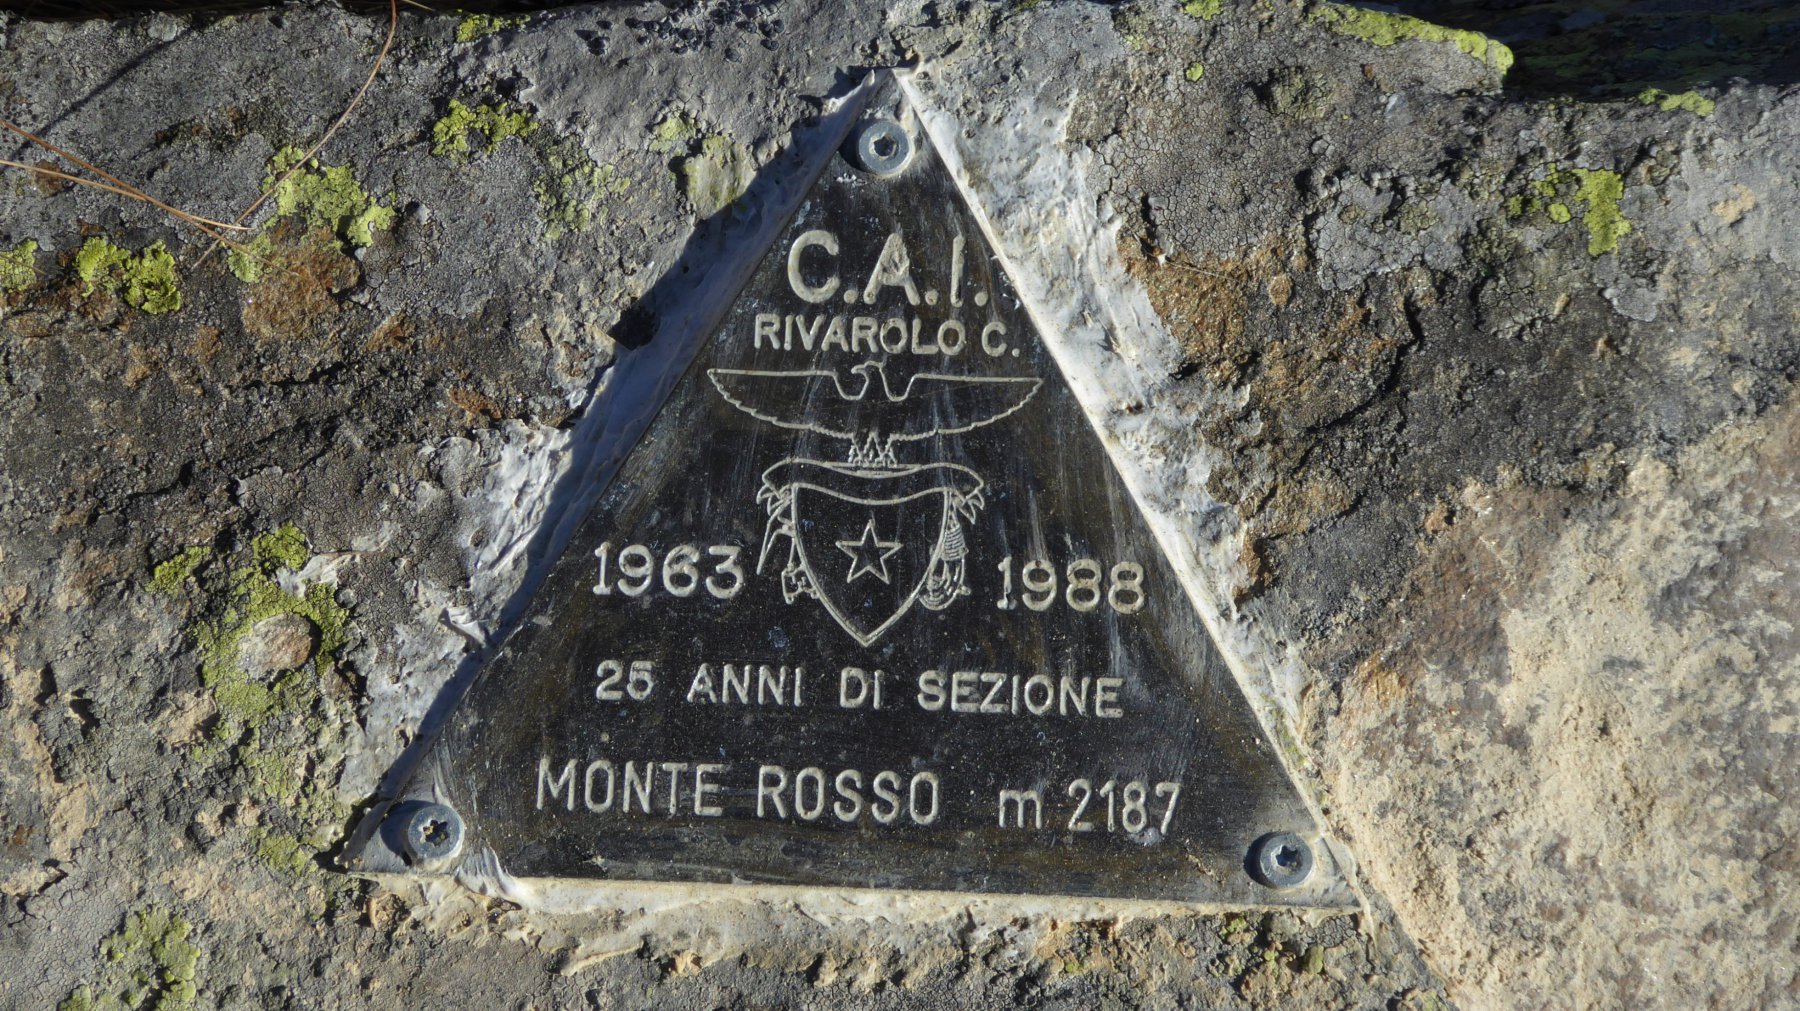 C.A.I.
RIVAROLO C.
1963 1988
25 ANNI DI SEZIONE
MONTE ROSSO m 2187